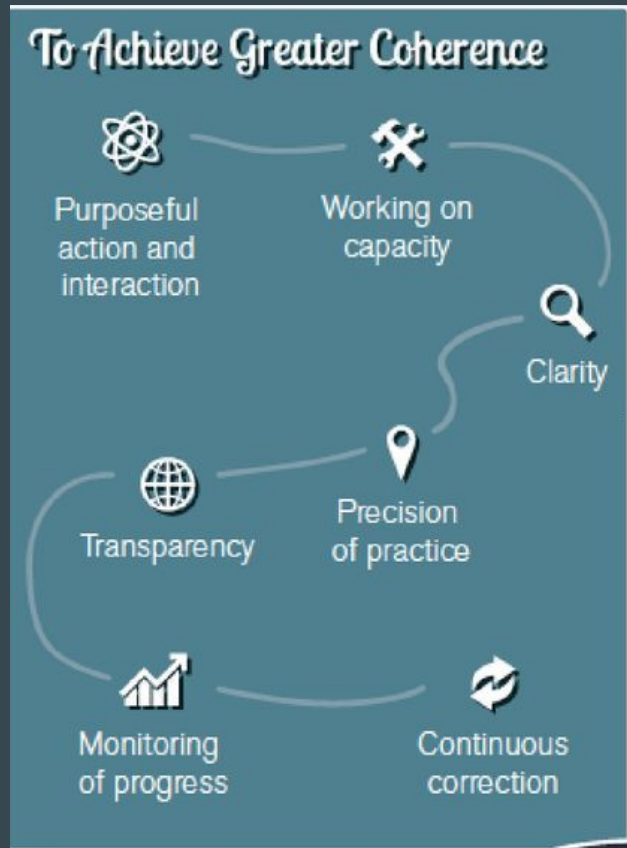 To Achieve Greater Coherence
Purposeful
action and
interaction
Working on
capacity
Clarity
Precision
of practice
Transparency
Monitoring
of progress
Continuous
correction